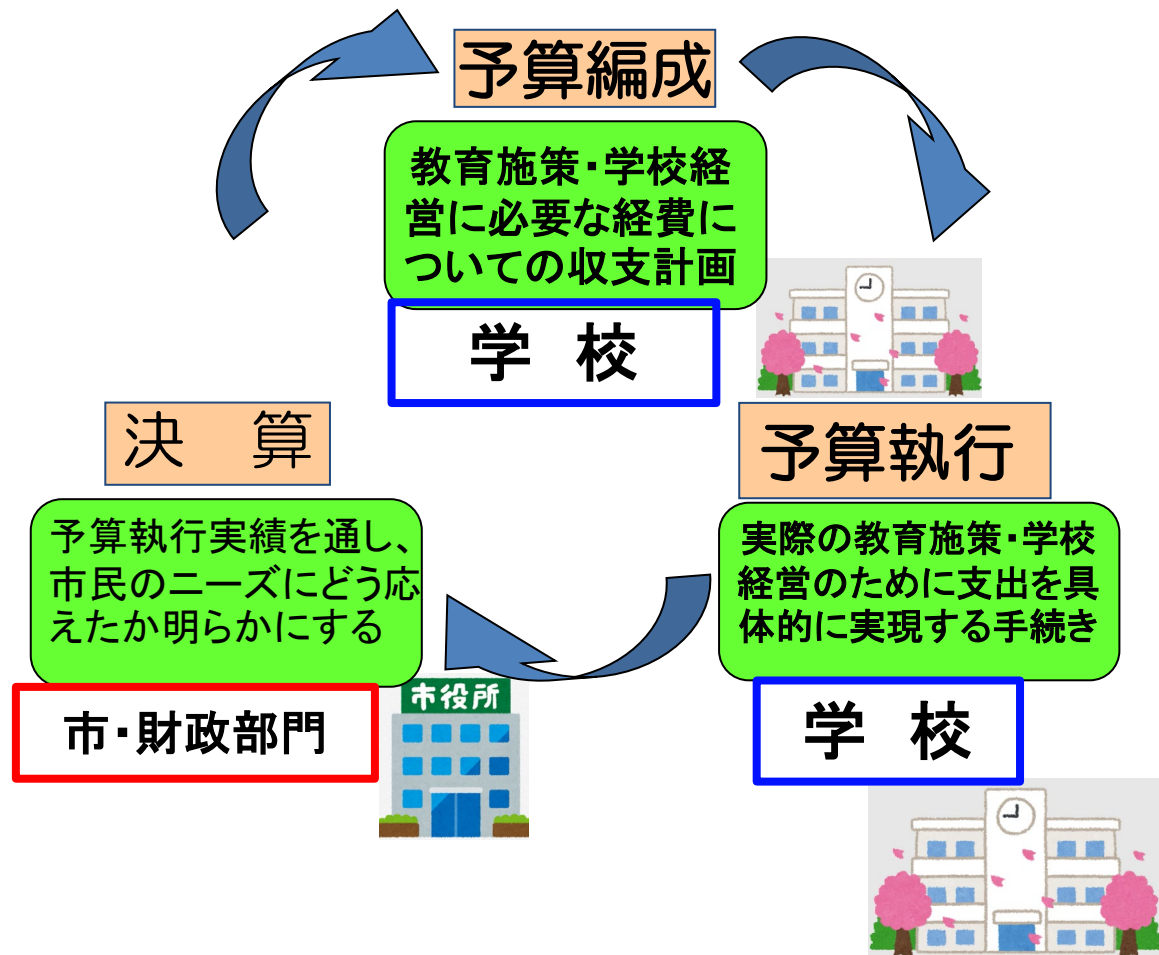 予算編成
教育施策・学校経
営に必要な経費に
ついての収支計画
学　校
予算執行
実際の教育施策・学校
経営のために支出を具
体的に実現する手続き
学　校
決　算
予算執行実績を通し、
市民のニーズにどう応
えたか明らかにする
市・財政部門
市役所